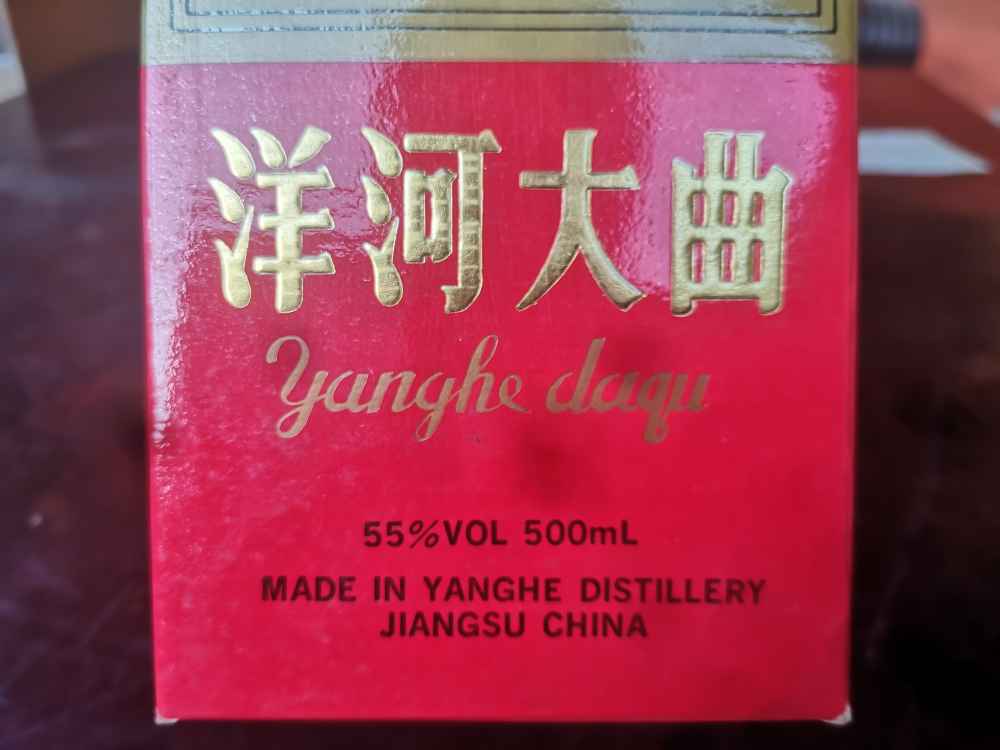 洋河大曲
Yanghe daqu
55%VOL 500mL
MADE IN YANGHE DISTILLERY
JIANGSU CHINA